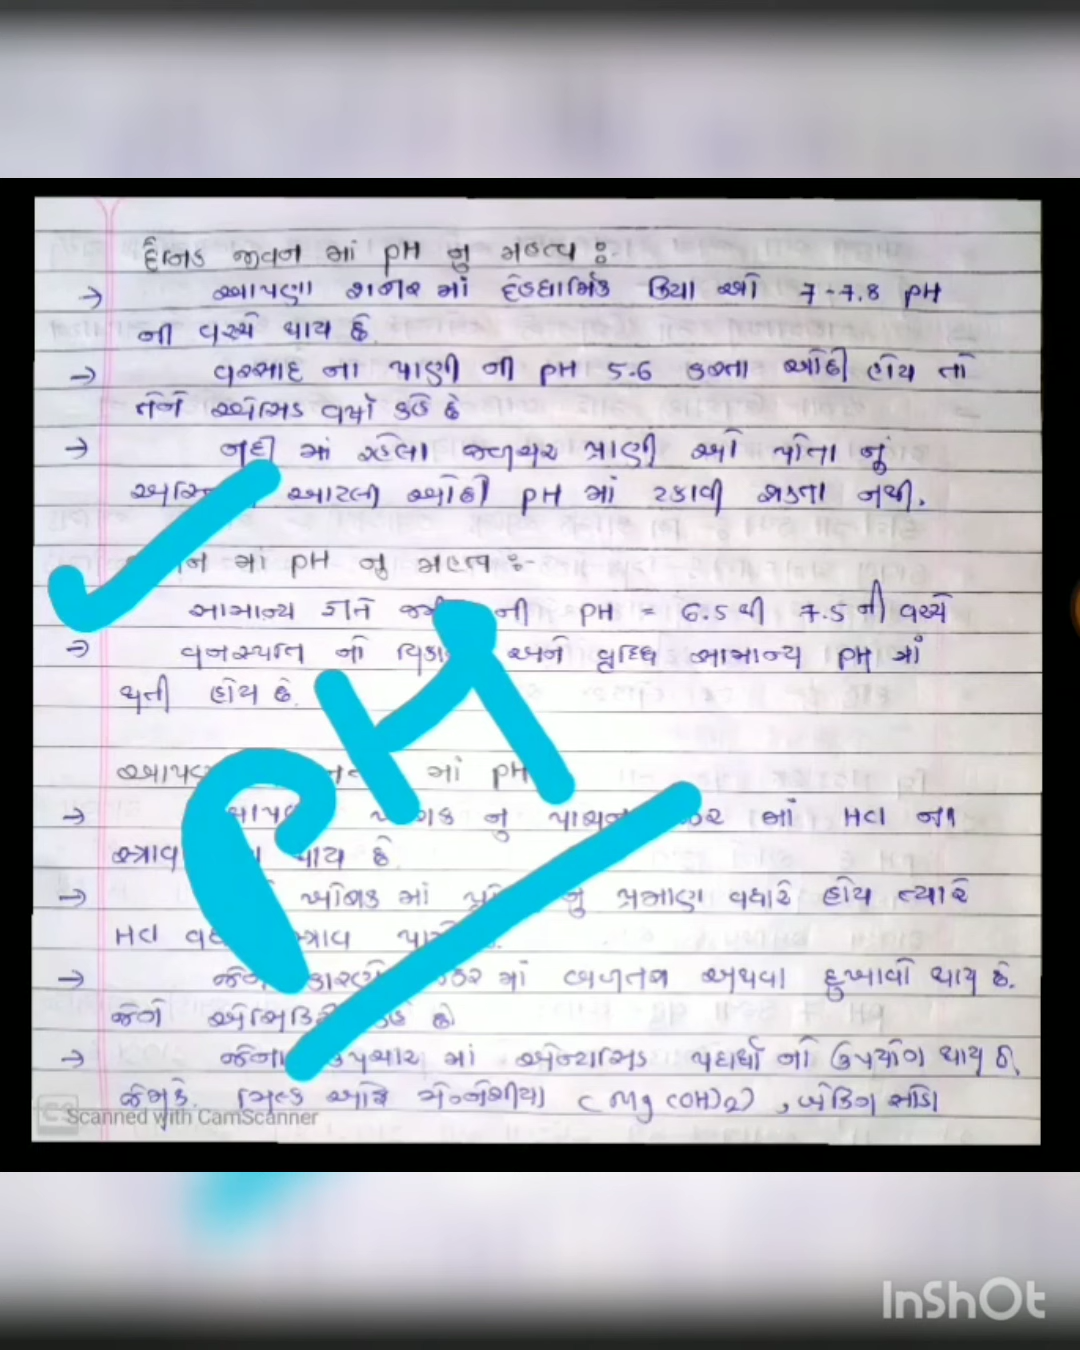 દૈનિક જીવન માં pH નુ મહત્વ :
→ આપણા શરીર માં દેહધાર્મિક ક્રિયા ઓ 7-7.8 pH
ની વચ્ચે થાય છે.
→ વરસાદ ના પાણી ની pH 5.6 કરતા ઓછી હોય તો
તેને એસિડ વર્ષા કહે છે
→ નદી માં રહેલા જળચર પ્રાણી ઓ પોતા નું
આટલી ઓછી pH માં ટકાવી શકતા નથી.
માં pH નુ મહત્વ :-
સામાન્ય રીતે ની pH = 6.5 થી 7.5 ની વચ્ચે
→ વનસ્પતિ નો અને વૃદ્ધિ સામાન્ય pH માં
થતી હોય છે.
માં pH
→ નુ માં HCl ના
સ્ત્રાવ થાય છે.
→ ખોરાક માં નુ પ્રમાણ વધારે હોય ત્યારે
HCl
→ માં બળતરા અથવા દુખાવો થાય છે.
જેને છે
→ જેના ઉપચાર માં એન્ટાસિડ પદાર્થો નો ઉપયોગ થાય છે.
જેમકે. મિલ્ક ઓફ મેગ્નેશીયા (Mg(OH)2) , બેકિંગ સોડા
CS Scanned with CamScanner
pH
InShOt